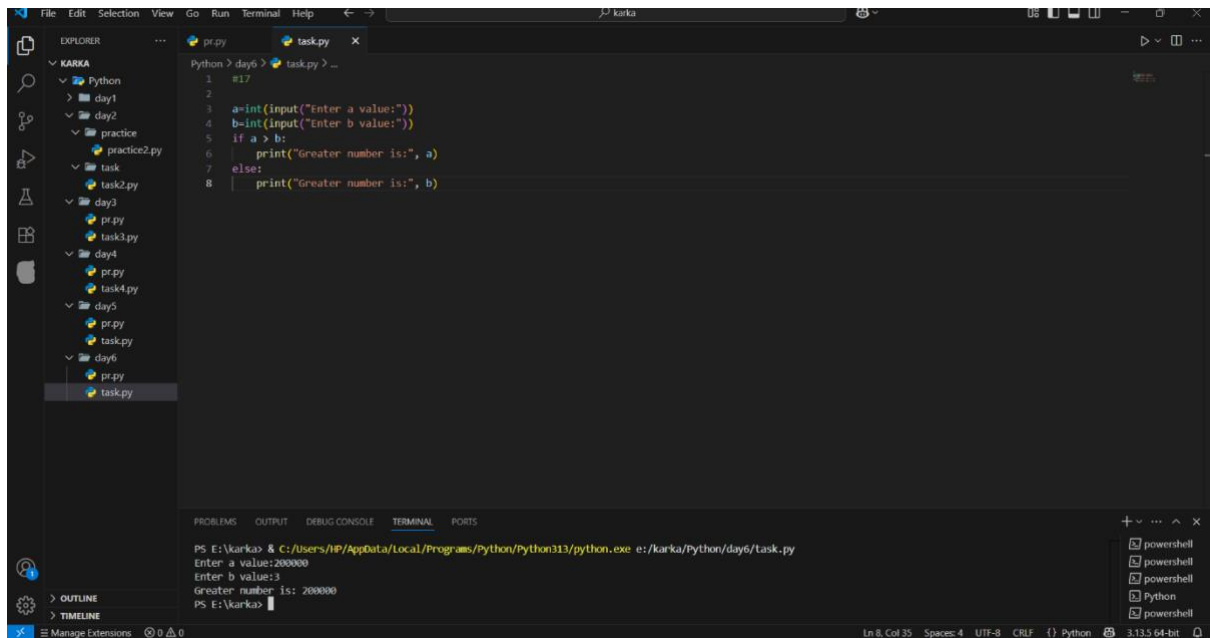 File Edit Selection View Go Run Terminal Help
karka
EXPLORER
KARKA
Python
day1
day2
practice
practice2.py
task
task2.py
day3
pr.py
task3.py
day4
pr.py
task4.py
day5
pr.py
task.py
day6
pr.py
task.py
OUTLINE
TIMELINE
pr.py task.py
Python > day6 > task.py > ...
1 #17
2
3 a=int(input("Enter a value:"))
4 b=int(input("Enter b value:"))
5 if a > b:
6 print("Greater number is:", a)
7 else:
8 print("Greater number is:", b)
PROBLEMS OUTPUT DEBUG CONSOLE TERMINAL PORTS
PS E:\karka> & C:/Users/HP/AppData/Local/Programs/Python/Python313/python.exe e:/karka/Python/day6/task.py
Enter a value:200000
Enter b value:3
Greater number is: 200000
PS E:\karka>
powershell
powershell
powershell
Python
powershell
1
Manage Extensions 0 0
Ln 8, Col 35 Spaces: 4 UTF-8 CRLF {} Python 3.13.5 64-bit